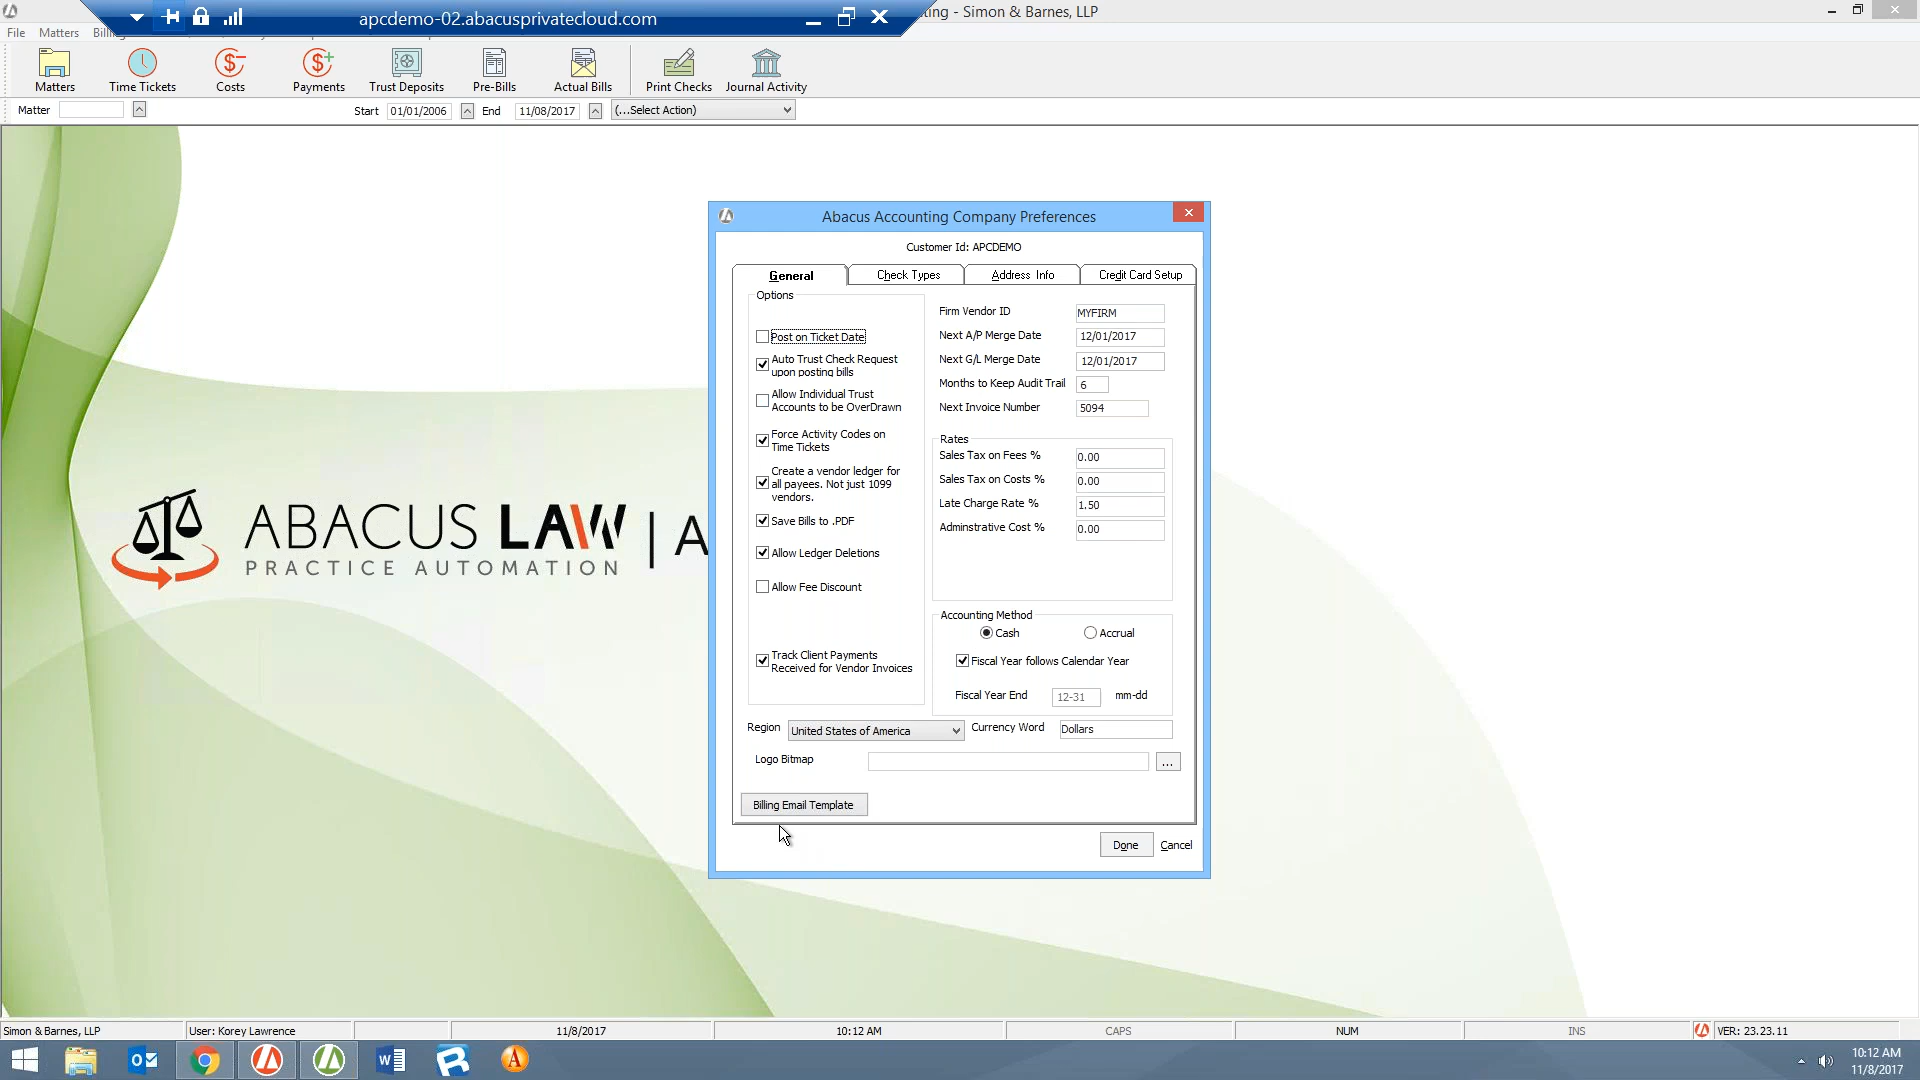 apcdemo-02.abacusprivatecloud.com
ting - Simon & Barnes, LLP
File Matters Billing
Matters
Time Tickets
Costs
Payments
Trust Deposits
Pre-Bills
Actual Bills
Print Checks
Journal Activity
Matter
Start 01/01/2006 End 11/08/2017 (...Select Action)
Abacus Accounting Company Preferences
Customer Id: APCDEMO
General
Check Types
Address Info
Credit Card Setup
Options
Post on Ticket Date
Auto Trust Check Request
upon posting bills
Allow Individual Trust
Accounts to be OverDrawn
Force Activity Codes on
Time Tickets
Create a vendor ledger for
all payees. Not just 1099
vendors.
Save Bills to .PDF
Allow Ledger Deletions
Allow Fee Discount
Track Client Payments
Received for Vendor Invoices
Firm Vendor ID MYFIRM
Next A/P Merge Date 12/01/2017
Next G/L Merge Date 12/01/2017
Months to Keep Audit Trail 6
Next Invoice Number 5094
Rates
Sales Tax on Fees % 0.00
Sales Tax on Costs % 0.00
Late Charge Rate % 1.50
Adminstrative Cost % 0.00
Accounting Method
Cash Accrual
Fiscal Year follows Calendar Year
Fiscal Year End 12-31 mm-dd
Region United States of America Currency Word Dollars
Logo Bitmap ...
Billing Email Template
Done Cancel
ABACUS LAW | A
PRACTICE AUTOMATION
Simon & Barnes, LLP User: Korey Lawrence 11/8/2017 10:12 AM CAPS NUM INS VER: 23.23.11
10:12 AM
11/8/2017